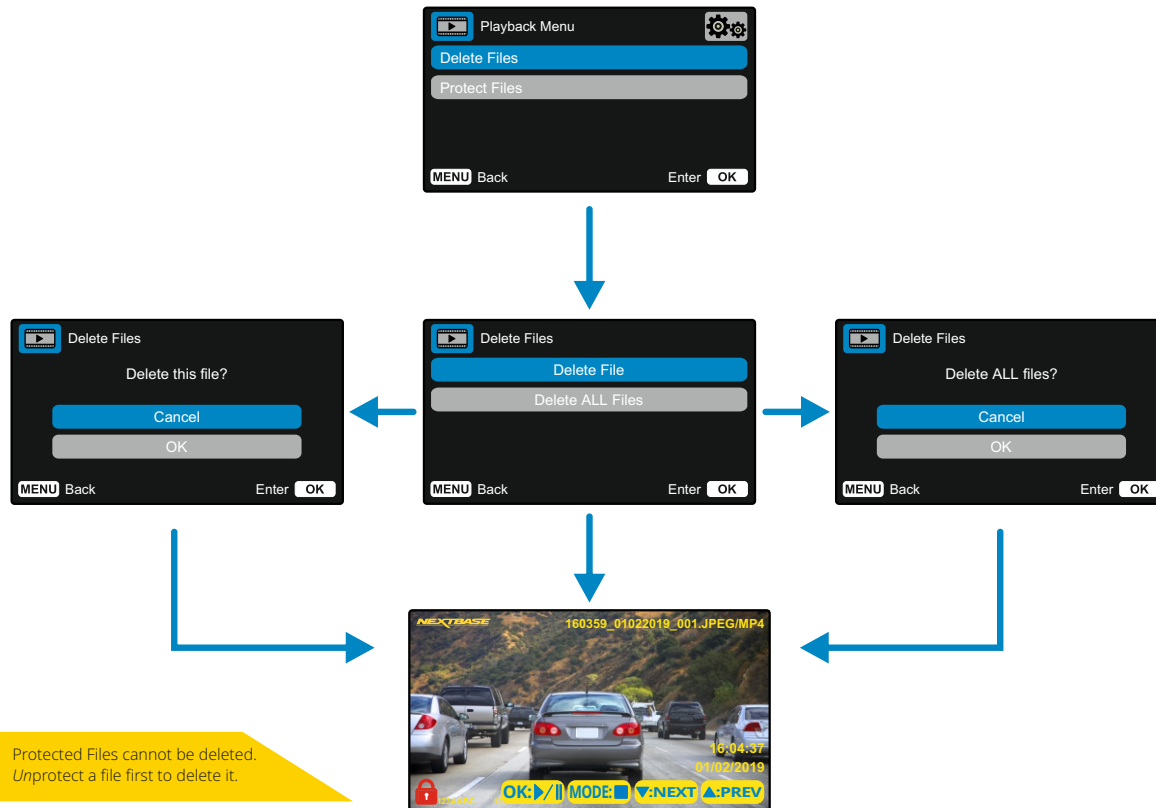 Playback Menu
Delete Files
Protect Files
MENU Back Enter OK
Delete Files
Delete this file?
Cancel
OK
MENU Back Enter OK
Delete Files
Delete File
Delete ALL Files
MENU Back Enter OK
Delete Files
Delete ALL files?
Cancel
OK
MENU Back Enter OK
NEXTBASE 160359_01022019_001.JPEG/MP4
16:04:37
01/02/2019
OK:▶/|| MODE:■ ▼:NEXT ▲:PREV
Protected Files cannot be deleted.
Unprotect a file first to delete it.